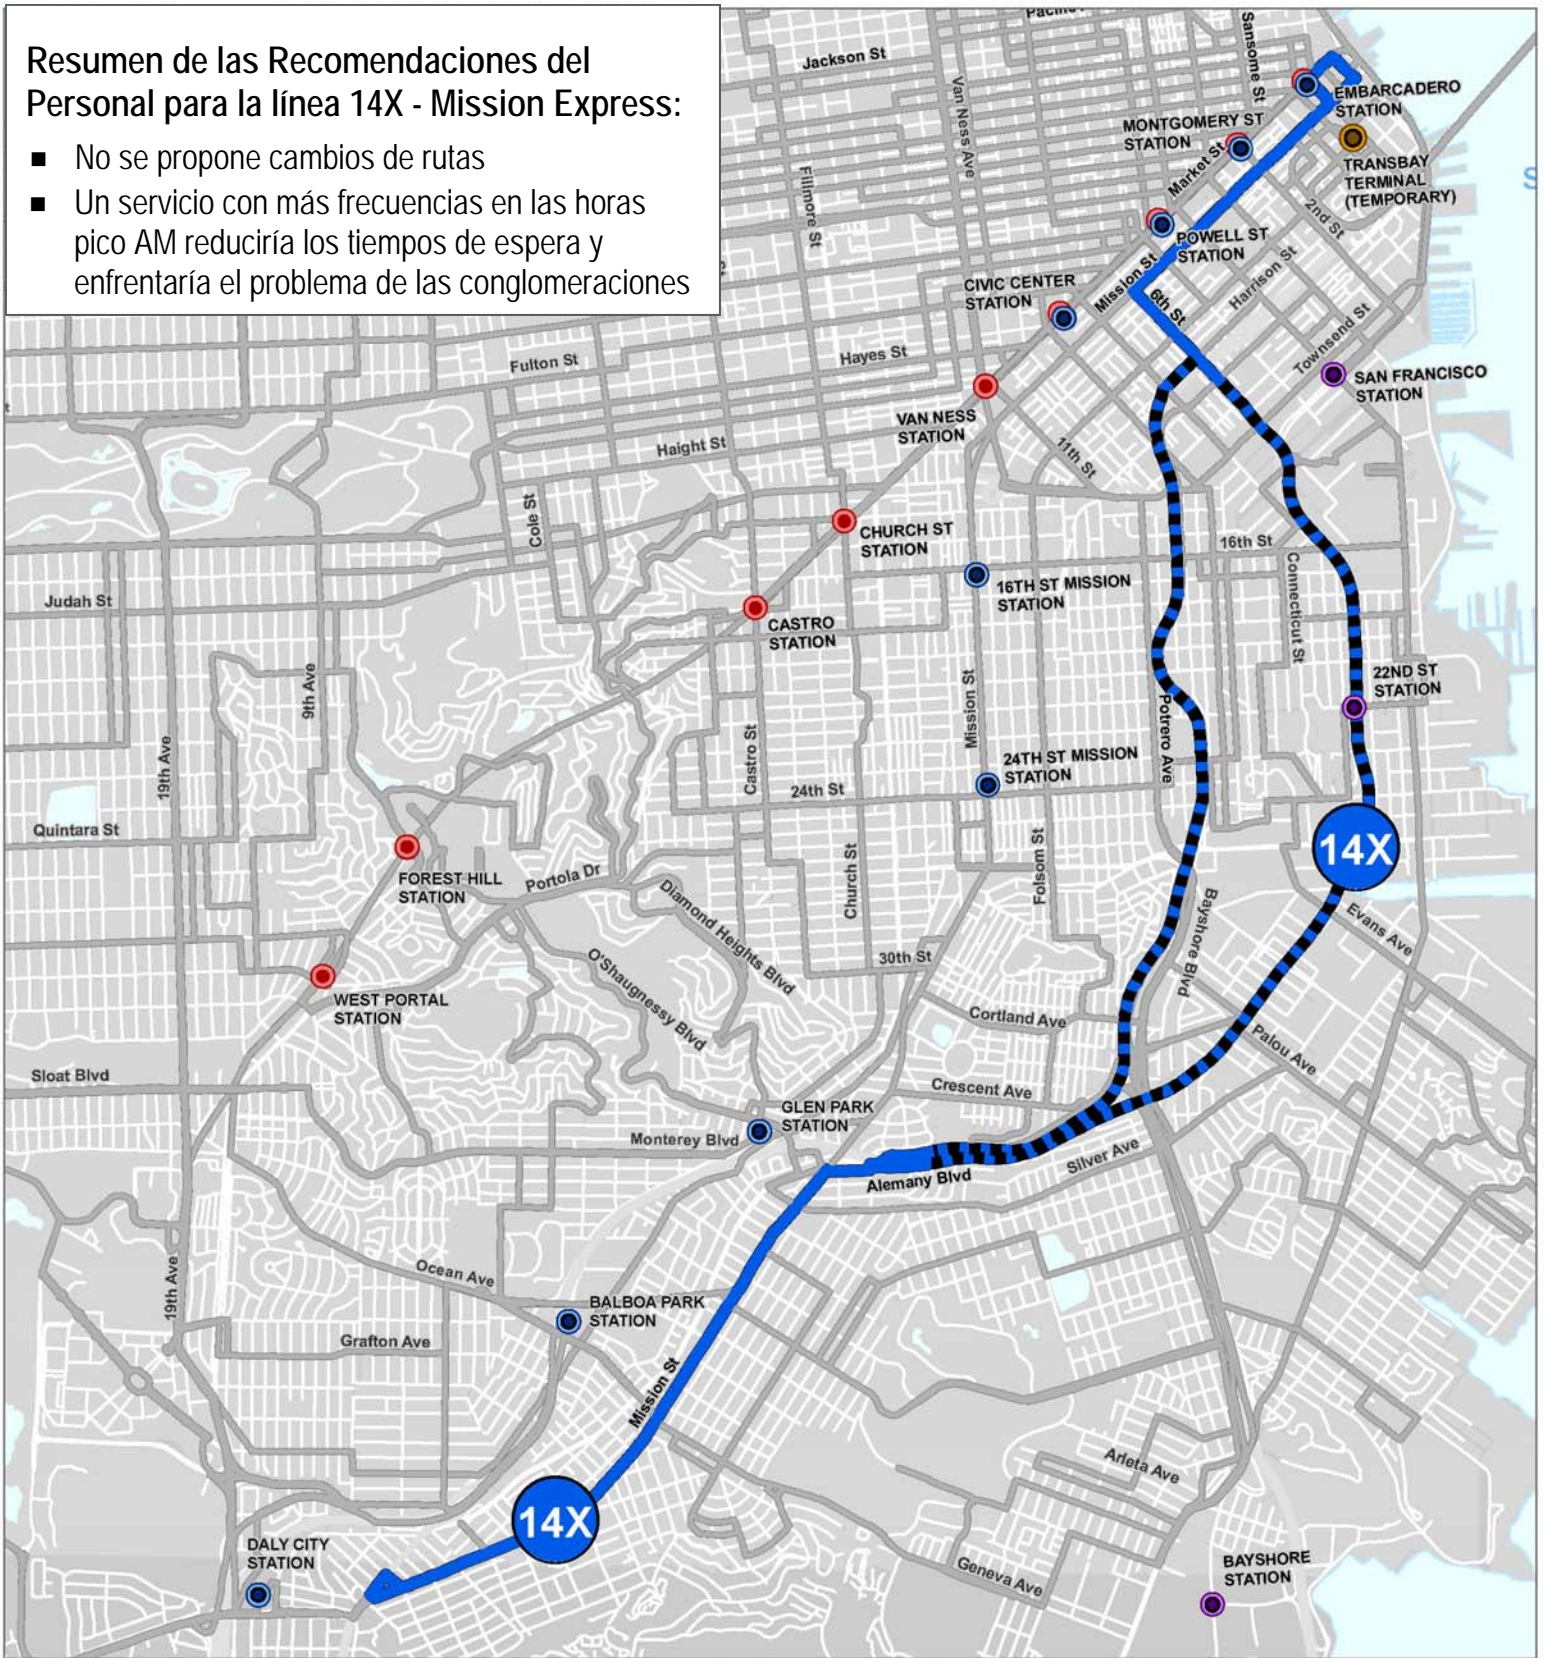 Resumen de las Recomendaciones del
Personal para la línea 14X - Mission Express:
■ No se propone cambios de rutas
■ Un servicio con más frecuencias en las horas
pico AM reduciría los tiempos de espera y
enfrentaría el problema de las conglomeraciones
Jackson St
Van Ness Ave
Sansome St
EMBARCADERO
STATION
MONTGOMERY ST
STATION
Market St
TRANSBAY
TERMINAL
(TEMPORARY)
Fillmore St
2nd St
POWELL ST
STATION
Harrison St
Mission St
CIVIC CENTER
STATION
6th St
Townsend St
Fulton St
Hayes St
SAN FRANCISCO
STATION
VAN NESS
STATION
Haight St
11th St
Cole St
CHURCH ST
STATION
16th St
Connecticut St
16TH ST MISSION
STATION
Judah St
CASTRO
STATION
9th Ave
22ND ST
STATION
Mission St
Potrero Ave
19th Ave
Castro St
24TH ST MISSION
STATION
24th St
Quintara St
14X
Church St
Folsom St
FOREST HILL
STATION
Portola Dr
Diamond Heights Blvd
Bayshore Blvd
Evans Ave
30th St
O'Shaugnessy Blvd
WEST PORTAL
STATION
Cortland Ave
Palou Ave
Sloat Blvd
Crescent Ave
GLEN PARK
STATION
Monterey Blvd
Silver Ave
Alemany Blvd
19th Ave
Ocean Ave
BALBOA PARK
STATION
Grafton Ave
Mission St
Arleta Ave
14X
DALY CITY
STATION
Geneva Ave
BAYSHORE
STATION